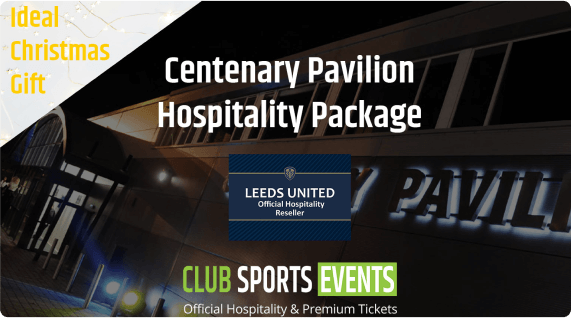 Ideal
Christmas
Gift
Centenary Pavilion
Hospitality Package
LEEDS UNITED
Official Hospitality
Reseller
PAVILI
CLUB SPORTS EVENTS
Official Hospitality & Premium Tickets